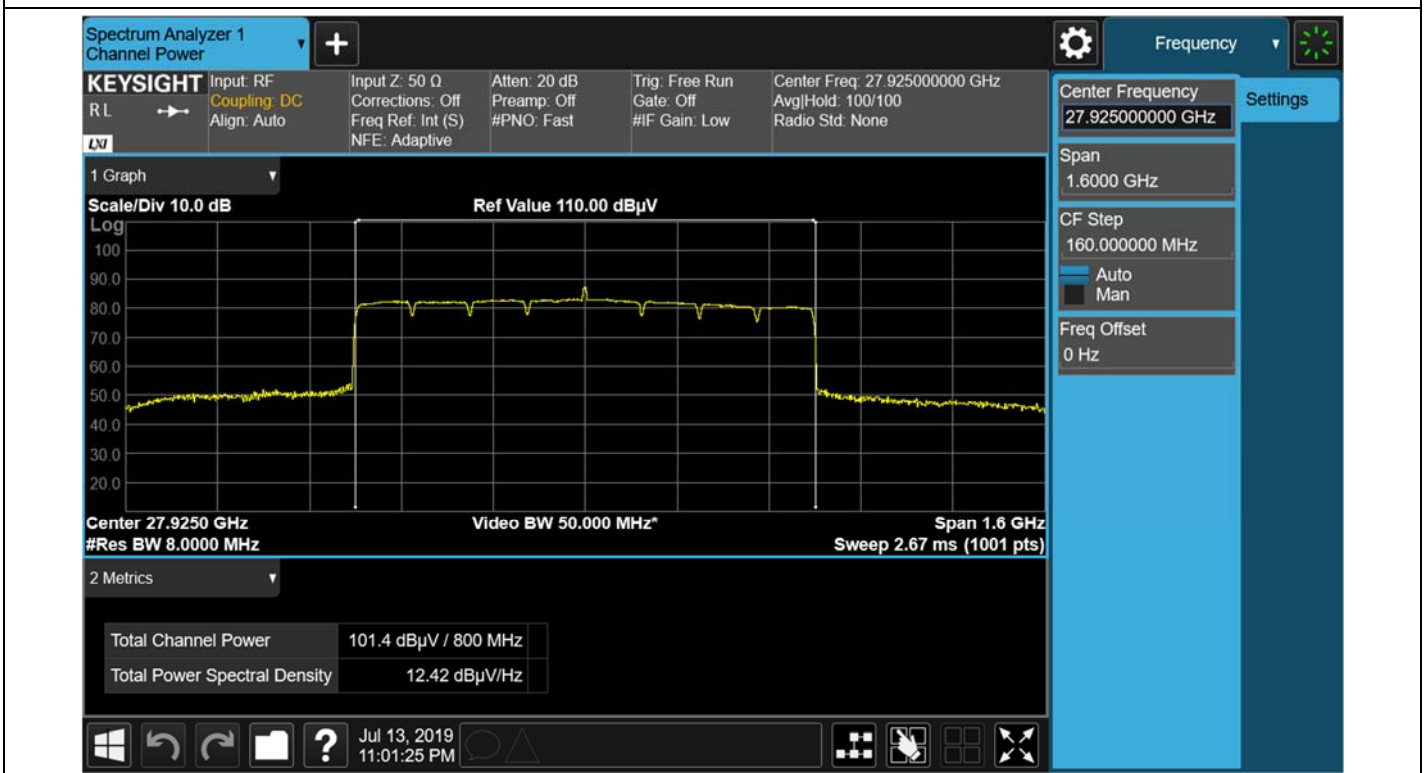 Spectrum Analyzer 1
Channel Power
+
Frequency
KEYSIGHT
RL
LXI
Input: RF
Coupling: DC
Align: Auto
Input Z: 50 Ω
Corrections: Off
Freq Ref: Int (S)
NFE: Adaptive
Atten: 20 dB
Preamp: Off
#PNO: Fast
Trig: Free Run
Gate: Off
#IF Gain: Low
Center Freq: 27.925000000 GHz
Avg|Hold: 100/100
Radio Std: None
Center Frequency
27.925000000 GHz
Settings
Span
1.6000 GHz
CF Step
160.000000 MHz
Auto
Man
Freq Offset
0 Hz
1 Graph
Scale/Div 10.0 dB
Ref Value 110.00 dBµV
Log
100
90.0
80.0
70.0
60.0
50.0
40.0
30.0
20.0
Center 27.9250 GHz
Video BW 50.000 MHz*
Span 1.6 GHz
#Res BW 8.0000 MHz
Sweep 2.67 ms (1001 pts)
2 Metrics
Total Channel Power 101.4 dBµV / 800 MHz
Total Power Spectral Density 12.42 dBµV/Hz
?
Jul 13, 2019
11:01:25 PM